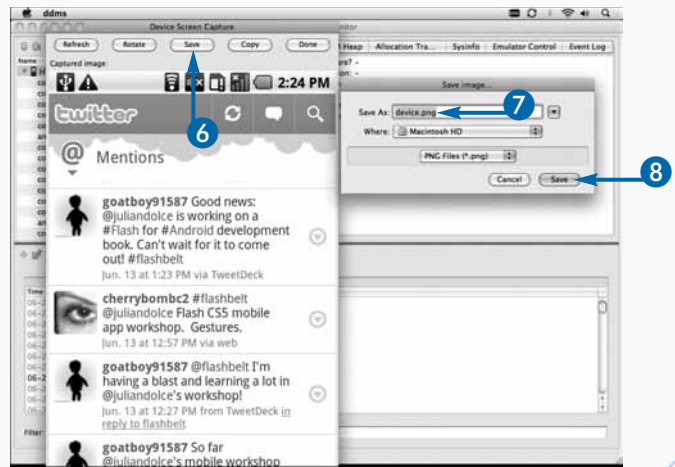 ddms
Device Screen Capture
Refresh Rotate Save Copy Done
Captured image:
2:24 PM
twitter
@ Mentions
goatboy91587 Good news:
@juliandolce is working on a
#Flash for #Android development
book. Can't wait for it to come
out! #flashbelt
Jun. 13 at 1:23 PM via TweetDeck
cherrybombc2 #flashbelt
@juliandolce Flash CS5 mobile
app workshop. Gestures.
Jun. 13 at 12:57 PM via web
goatboy91587 @flashbelt I'm
having a blast and learning a lot in
@juliandolce's workshop!
Jun. 13 at 12:27 PM from TweetDeck in
reply to flashbelt
goatboy91587 So far
@juliandolce's mobile workshop
6
Name
Time
Filter:
Heap Allocation Tra... Sysinfo Emulator Control Event Log
Save image...
Save As: device.png
7
Where: Macintosh HD
PNG Files (*.png)
Cancel Save
8